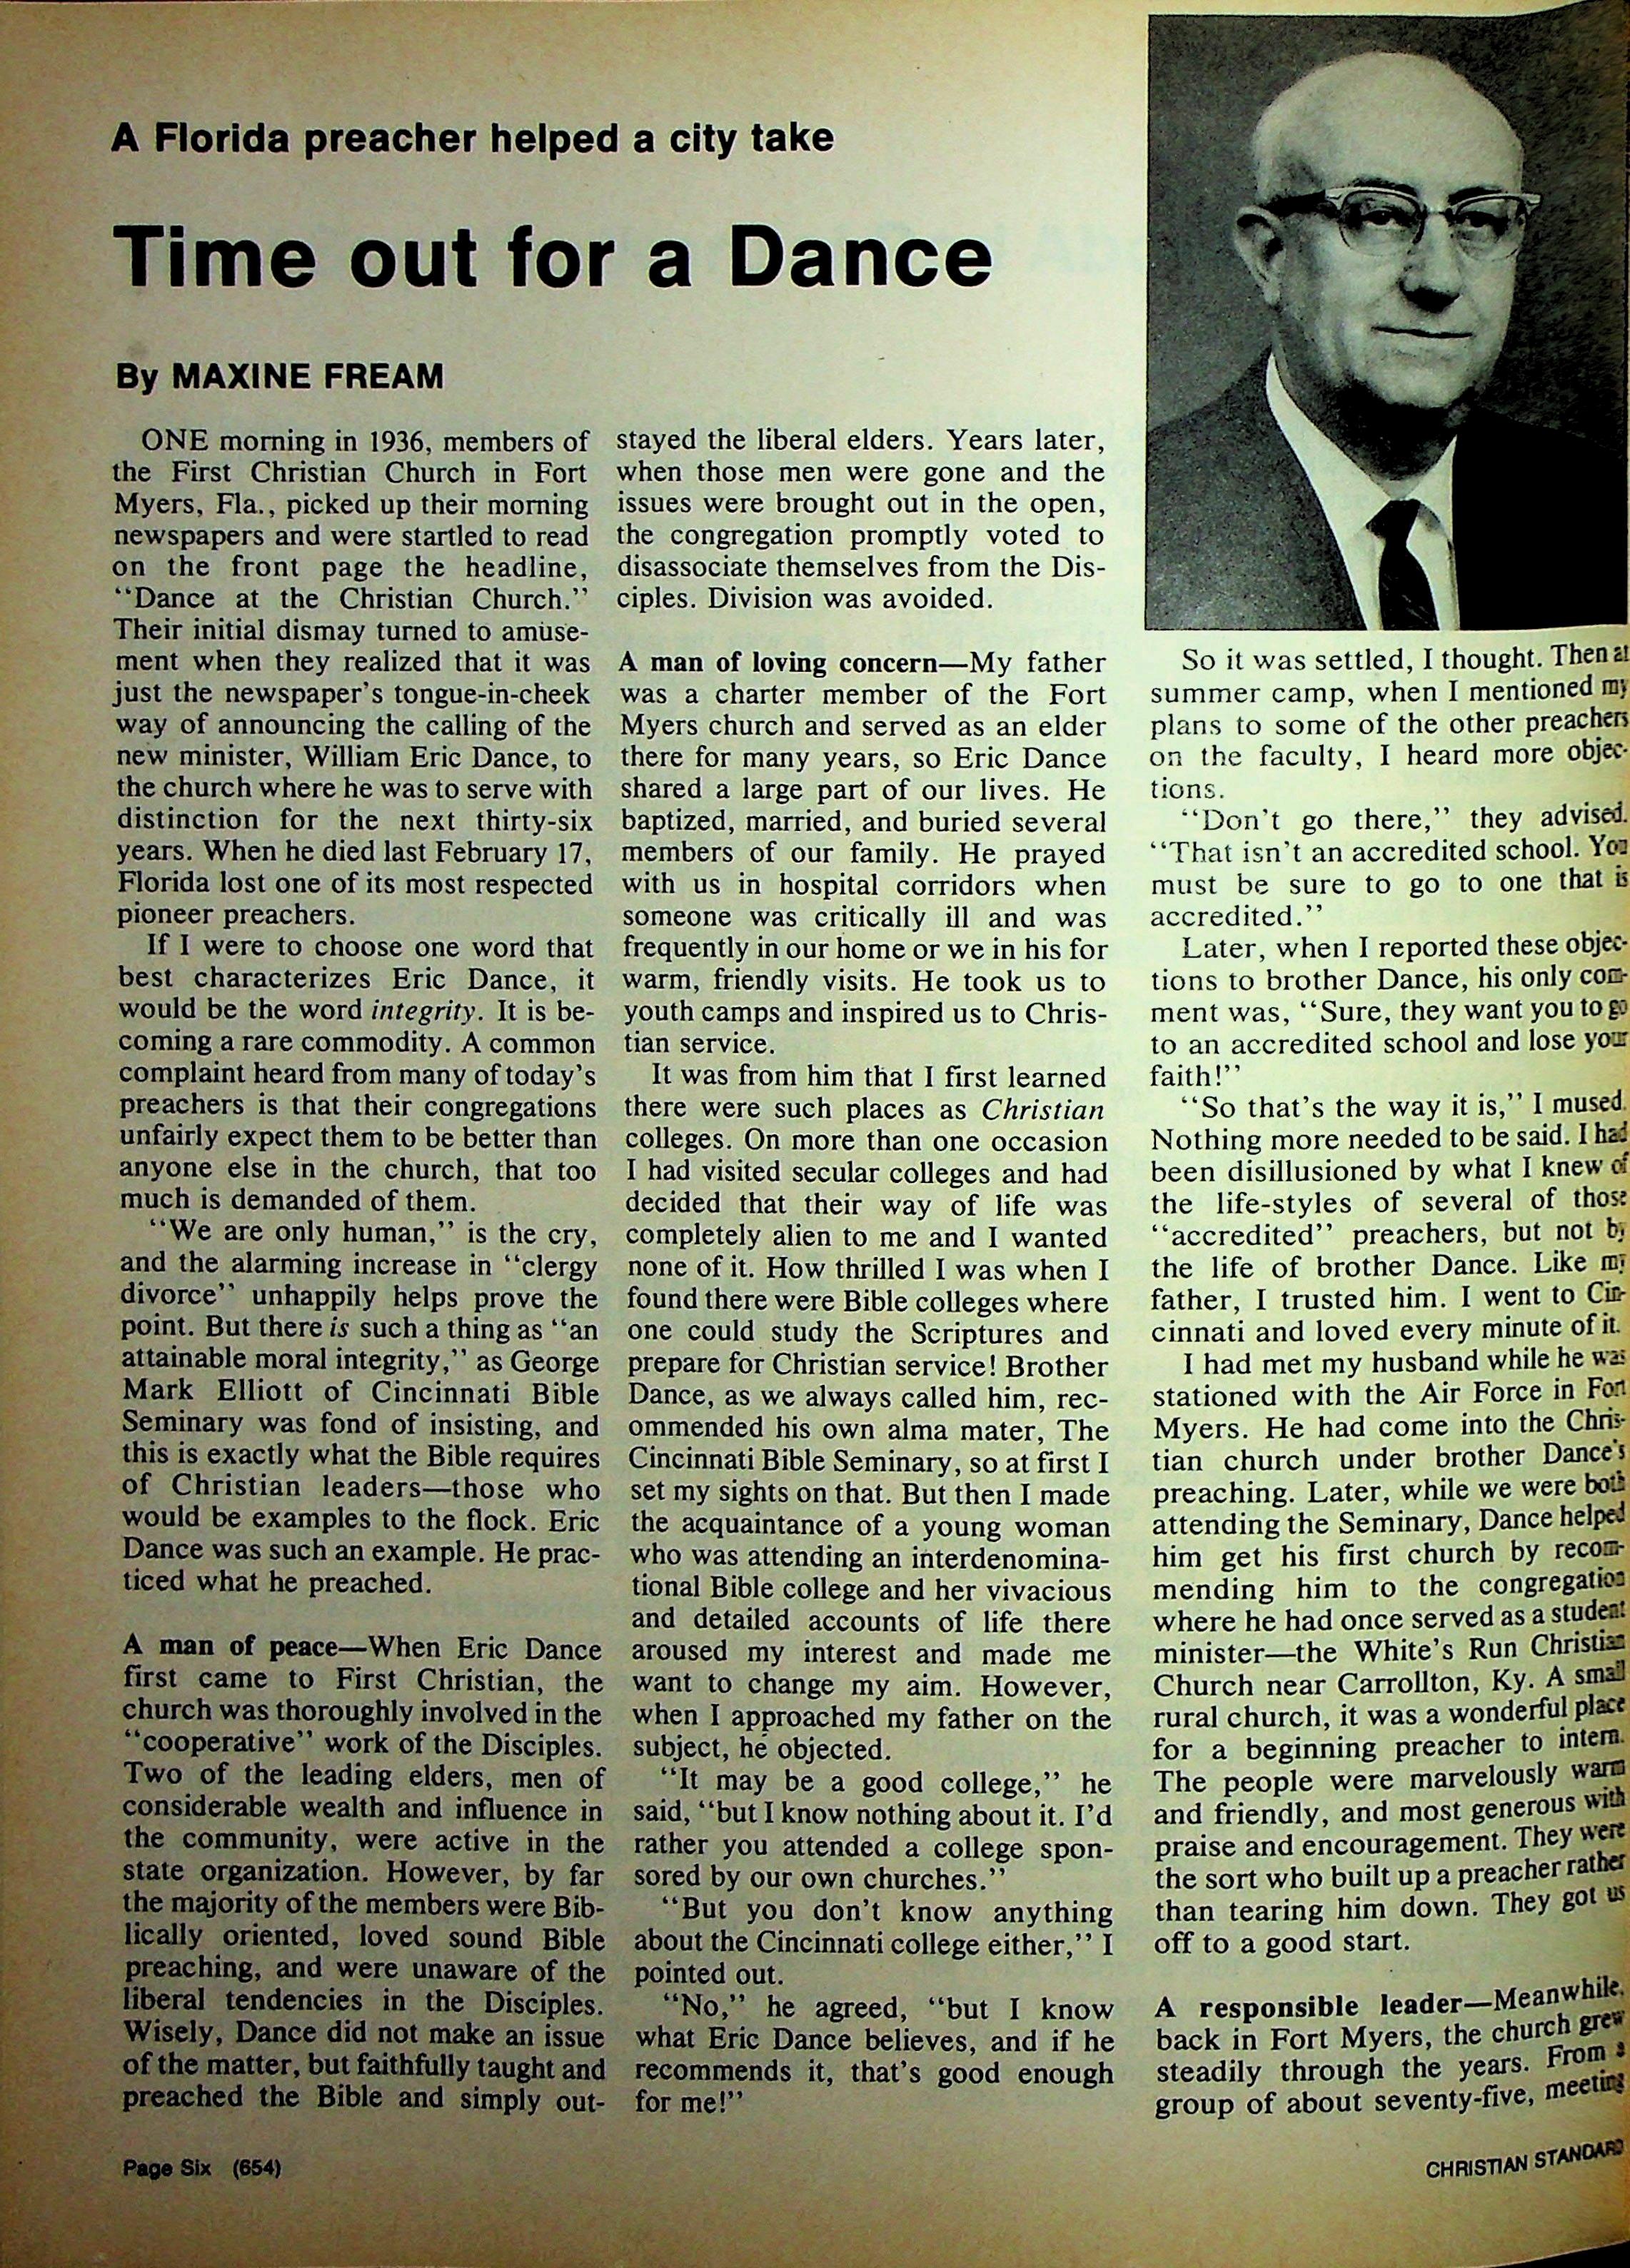 A Florida preacher helped a city take
Time out for a Dance
By MAXINE FREAM
ONE morning in 1936, members of
the First Christian Church in Fort
Myers, Fla., picked up their morning
newspapers and were startled to read
on the front page the headline,
“Dance at the Christian Church.”
Their initial dismay turned to amuse-
ment when they realized that it was
just the newspaper’s tongue-in-cheek
way of announcing the calling of the
new minister, William Eric Dance, to
the church where he was to serve with
distinction for the next thirty-six
years. When he died last February 17,
Florida lost one of its most respected
pioneer preachers.
If I were to choose one word that
best characterizes Eric Dance, it
would be the word integrity. It is be-
coming a rare commodity. A common
complaint heard from many of today’s
preachers is that their congregations
unfairly expect them to be better than
anyone else in the church, that too
much is demanded of them.
“We are only human,” is the cry,
and the alarming increase in “clergy
divorce” unhappily helps prove the
point. But there is such a thing as “an
attainable moral integrity,” as George
Mark Elliott of Cincinnati Bible
Seminary was fond of insisting, and
this is exactly what the Bible requires
of Christian leaders—those who
would be examples to the flock. Eric
Dance was such an example. He prac-
ticed what he preached.
A man of peace—When Eric Dance
first came to First Christian, the
church was thoroughly involved in the
“cooperative” work of the Disciples.
Two of the leading elders, men of
considerable wealth and influence in
the community, were active in the
state organization. However, by far
the majority of the members were Bib-
lically oriented, loved sound Bible
preaching, and were unaware of the
liberal tendencies in the Disciples.
Wisely, Dance did not make an issue
of the matter, but faithfully taught and
preached the Bible and simply out-
stayed the liberal elders. Years later,
when those men were gone and the
issues were brought out in the open,
the congregation promptly voted to
disassociate themselves from the Dis-
ciples. Division was avoided.
A man of loving concern—My father
was a charter member of the Fort
Myers church and served as an elder
there for many years, so Eric Dance
shared a large part of our lives. He
baptized, married, and buried several
members of our family. He prayed
with us in hospital corridors when
someone was critically ill and was
frequently in our home or we in his for
warm, friendly visits. He took us to
youth camps and inspired us to Chris-
tian service.
It was from him that I first learned
there were such places as Christian
colleges. On more than one occasion
I had visited secular colleges and had
decided that their way of life was
completely alien to me and I wanted
none of it. How thrilled I was when I
found there were Bible colleges where
one could study the Scriptures and
prepare for Christian service! Brother
Dance, as we always called him, rec-
ommended his own alma mater, The
Cincinnati Bible Seminary, so at first I
set my sights on that. But then I made
the acquaintance of a young woman
who was attending an interdenomina-
tional Bible college and her vivacious
and detailed accounts of life there
aroused my interest and made me
want to change my aim. However,
when I approached my father on the
subject, he objected.
“It may be a good college,” he
said, “but I know nothing about it. I’d
rather you attended a college spon-
sored by our own churches.”
“But you don’t know anything
about the Cincinnati college either,” I
pointed out.
“No,” he agreed, “but I know
what Eric Dance believes, and if he
recommends it, that’s good enough
for me!”
So it was settled, I thought. Then at
summer camp, when I mentioned my
plans to some of the other preachers
on the faculty, I heard more objec-
tions.
“Don’t go there,” they advised.
“That isn’t an accredited school. You
must be sure to go to one that is
accredited.”
Later, when I reported these objec-
tions to brother Dance, his only com-
ment was, “Sure, they want you to go
to an accredited school and lose your
faith!”
“So that’s the way it is,” I mused.
Nothing more needed to be said. I had
been disillusioned by what I knew of
the life-styles of several of those
“accredited” preachers, but not by
the life of brother Dance. Like my
father, I trusted him. I went to Cin-
cinnati and loved every minute of it.
I had met my husband while he was
stationed with the Air Force in Fort
Myers. He had come into the Chris-
tian church under brother Dance’s
preaching. Later, while we were both
attending the Seminary, Dance helped
him get his first church by recom-
mending him to the congregation
where he had once served as a student
minister—the White’s Run Christian
Church near Carrollton, Ky. A small
rural church, it was a wonderful place
for a beginning preacher to intern.
The people were marvelously warm
and friendly, and most generous with
praise and encouragement. They were
the sort who built up a preacher rather
than tearing him down. They got us
off to a good start.
A responsible leader—Meanwhile,
back in Fort Myers, the church grew
steadily through the years. From a
group of about seventy-five, meeting
Page Six (654)
CHRISTIAN STANDARD